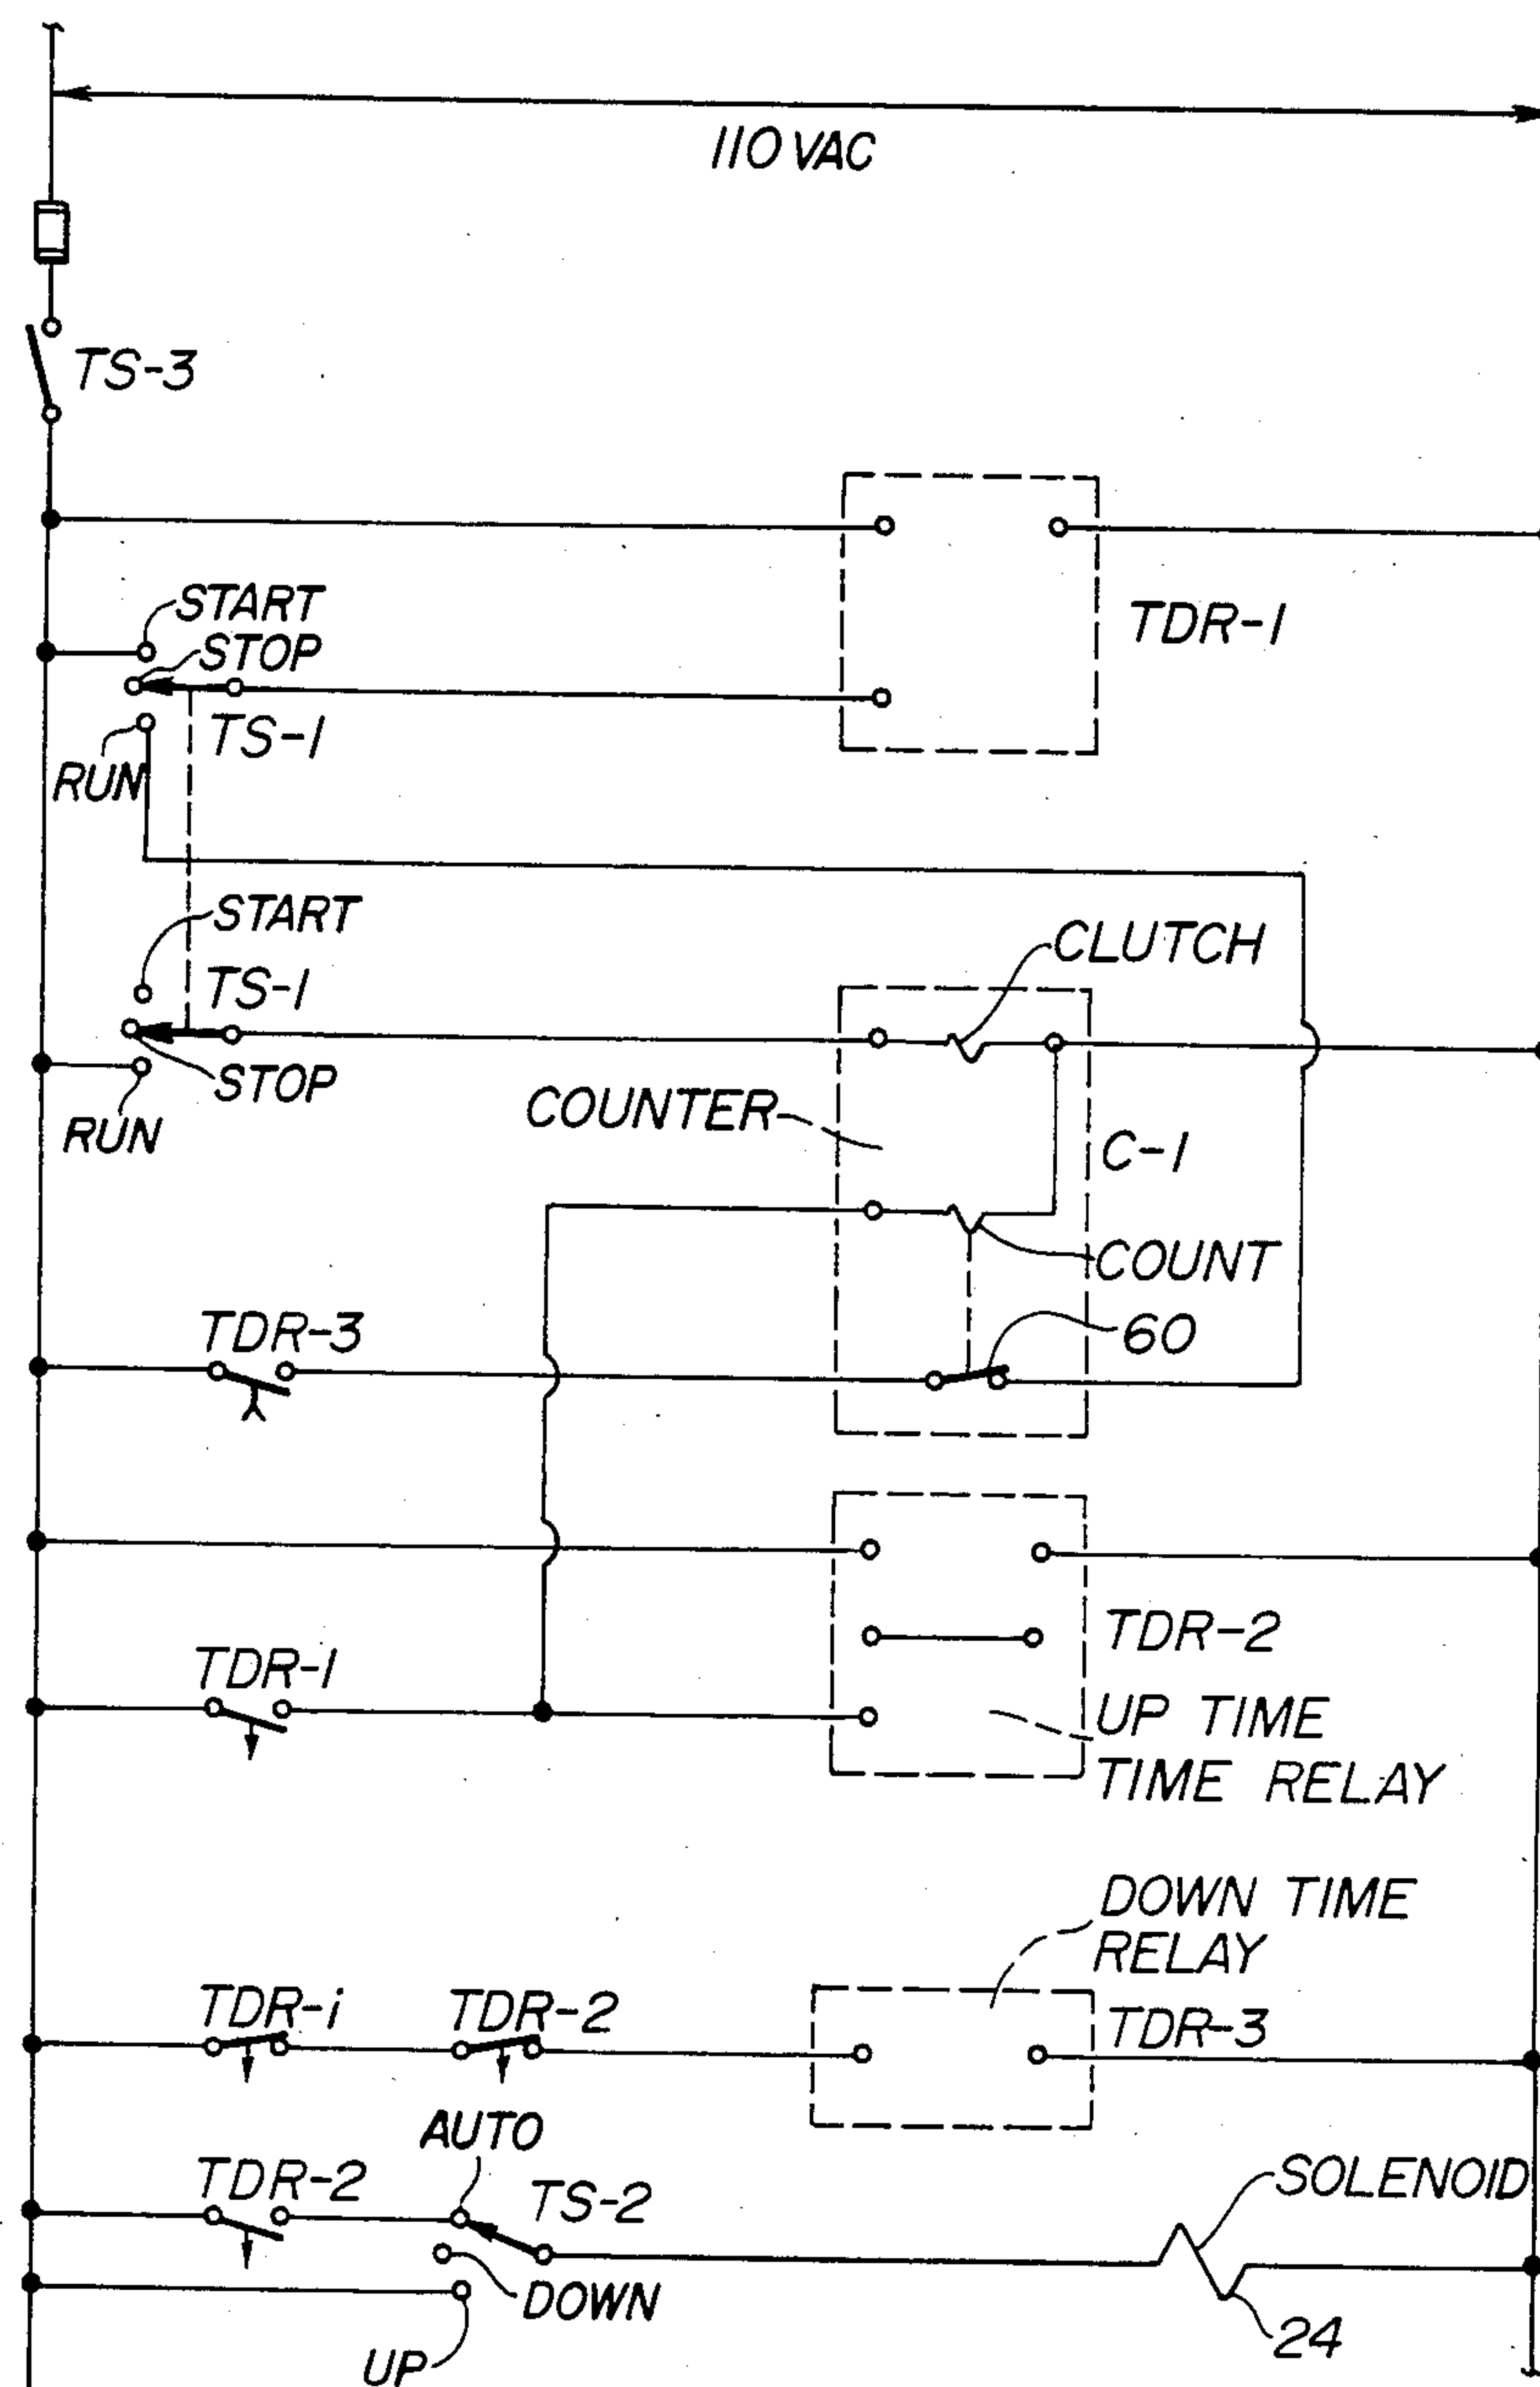 110 VAC
TS-3
START
STOP
TDR-1
TS-1
RUN
START
CLUTCH
TS-1
STOP
COUNTER
RUN
C-1
COUNT
TDR-3
60
TDR-2
TDR-1
UP TIME
TIME RELAY
DOWN TIME
RELAY
TDR-i
TDR-2
TDR-3
AUTO
TDR-2
TS-2
SOLENOID
DOWN
24
UP